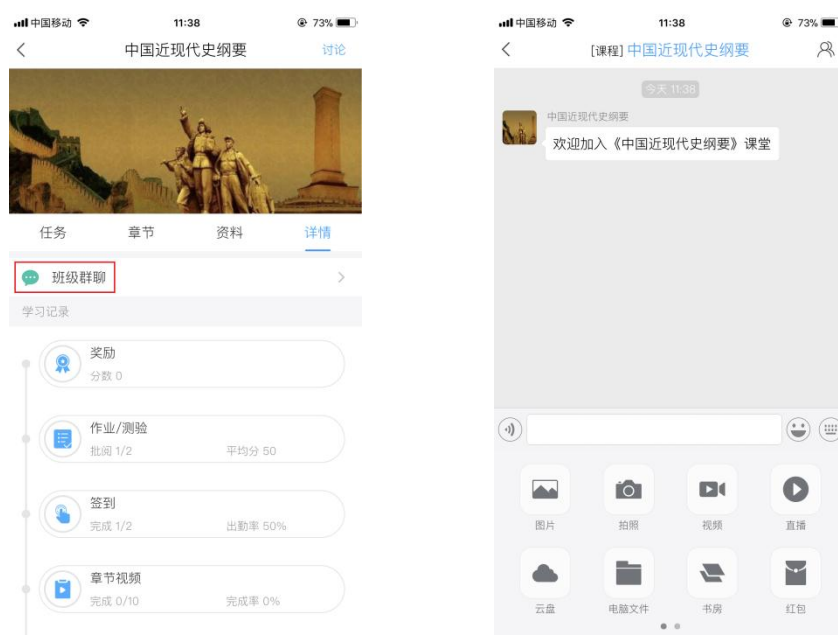 中国移动
11:38
73%
中国近现代史纲要
讨论
任务 章节 资料 详情
班级群聊
学习记录
奖励
分数 0
作业/测验
批阅 1/2 平均分 50
签到
完成 1/2 出勤率 50%
章节视频
完成 0/10 完成率 0%
中国移动
11:38
73%
[课程] 中国近现代史纲要
今天 11:38
中国近现代史纲要
欢迎加入《中国近现代史纲要》课堂
图片 拍照 视频 直播
云盘 电脑文件 书房 红包